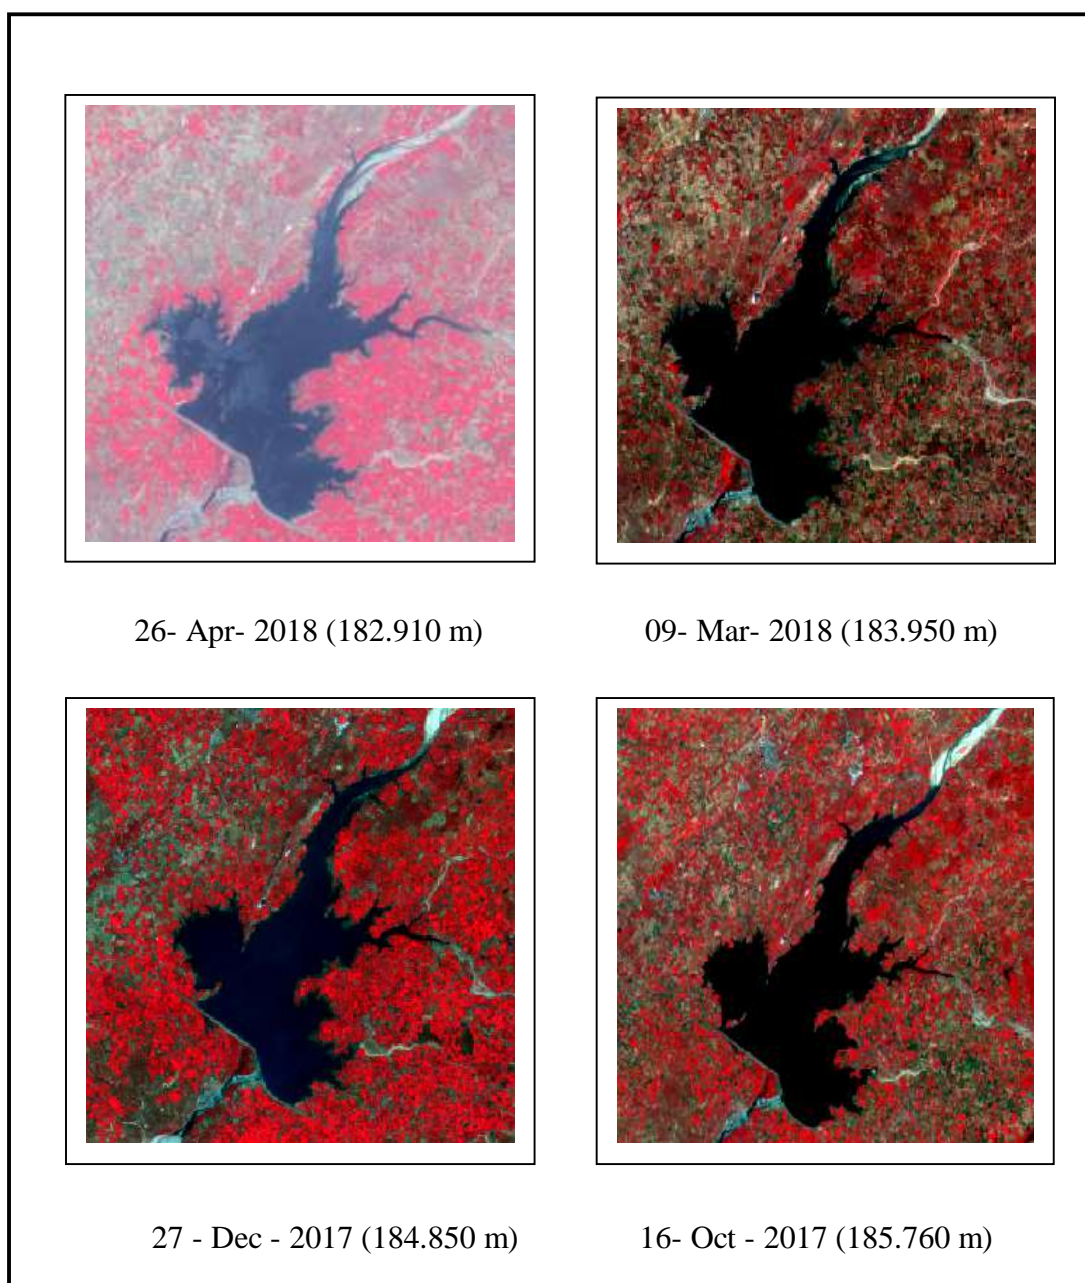 26- Apr- 2018 (182.910 m)
09- Mar- 2018 (183.950 m)
27 - Dec - 2017 (184.850 m)
16- Oct - 2017 (185.760 m)